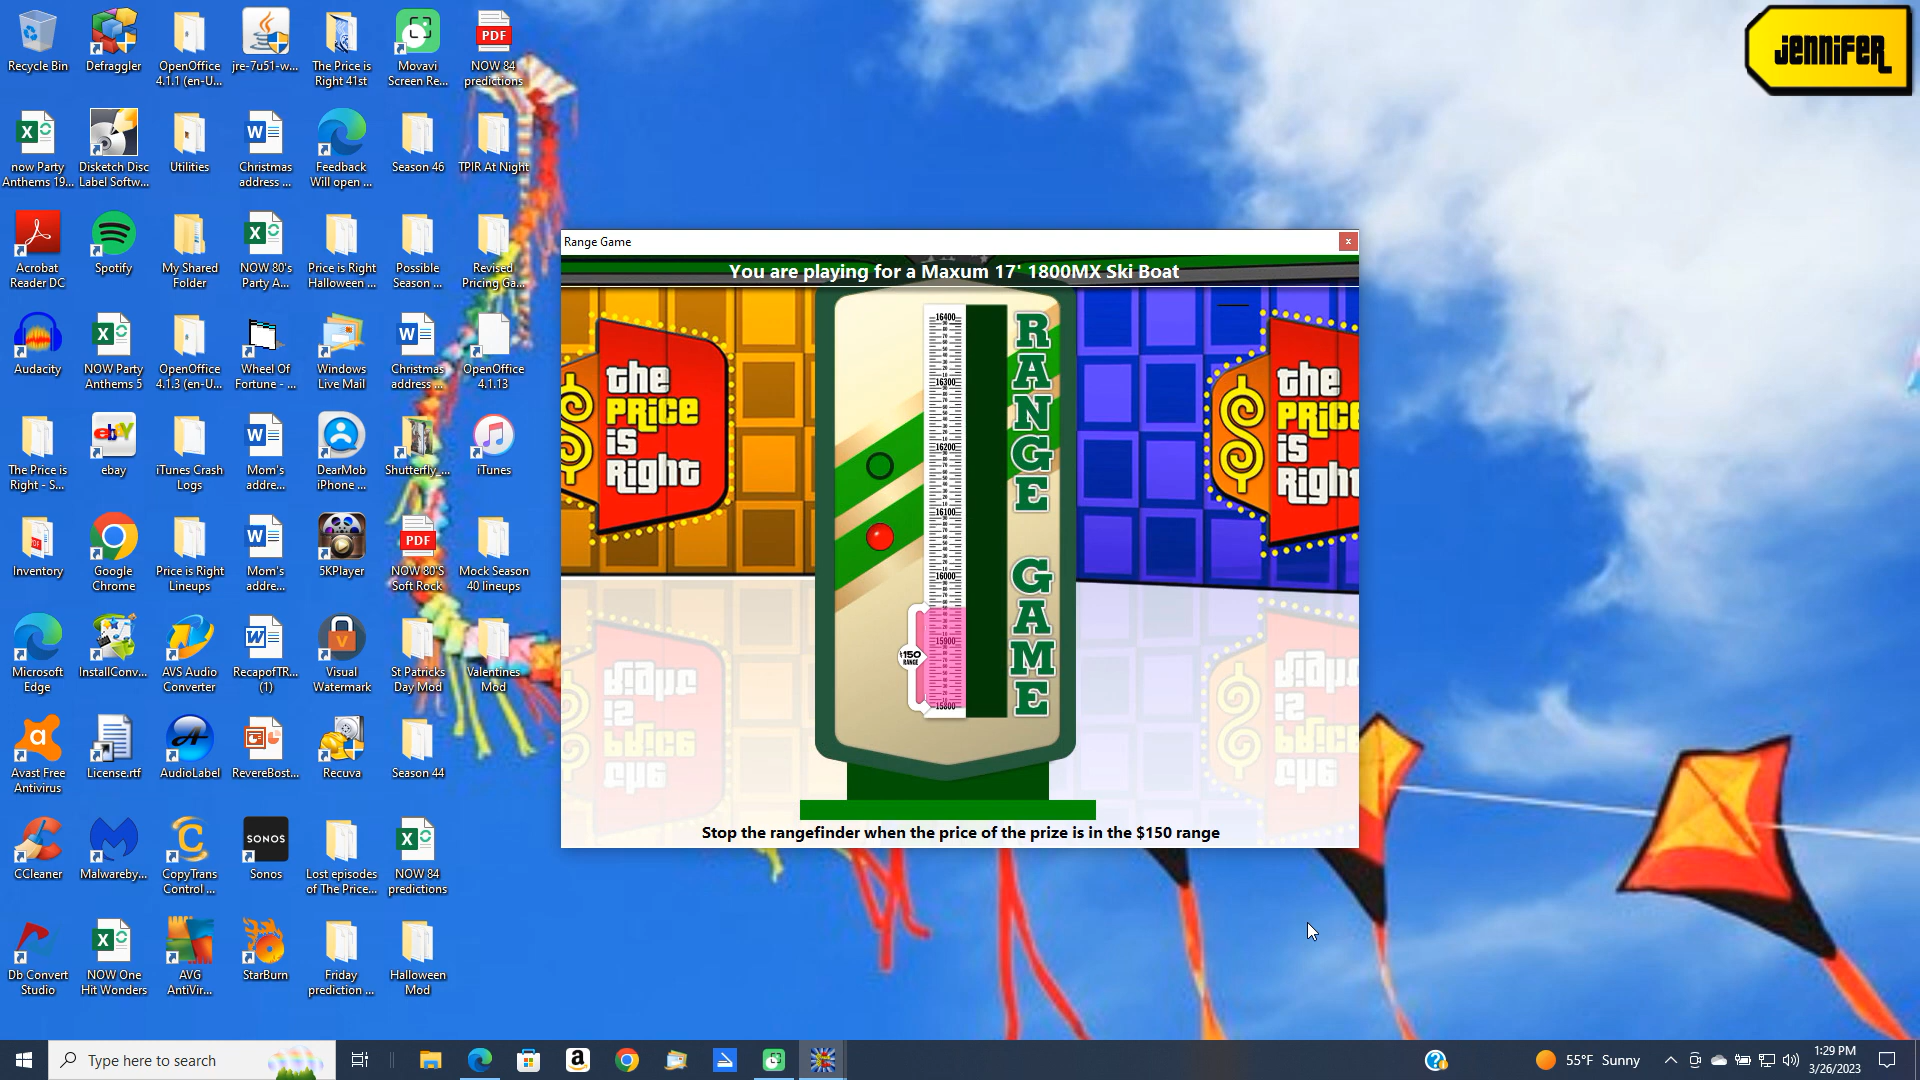 Recycle Bin
Defraggler
OpenOffice
4.1.1 (en-U...
jre-7u51-w...
The Price is
Right 41st
Movavi
Screen Re...
PDF
NOW 84
predictions
JENNIFER
now Party
Anthems 19...
Disketch Disc
Label Softw...
Utilities
Christmas
address ...
Feedback
Will open ...
Season 46
TPIR At Night
Acrobat
Reader DC
Spotify
My Shared
Folder
NOW 80's
Party A...
Price is Right
Halloween ...
Possible
Season ...
Revised
Pricing Ga...
Audacity
NOW Party
Anthems 5
OpenOffice
4.1.3 (en-U...
Wheel Of
Fortune - ...
Windows
Live Mail
Christmas
address ...
OpenOffice
4.1.13
The Price is
Right - S...
ebay
iTunes Crash
Logs
Mom's
addre...
DearMob
iPhone ...
Shutterfly_...
iTunes
Inventory
Google
Chrome
Price is Right
Lineups
Mom's
addre...
5KPlayer
PDF
NOW 80'S
Soft Rock
Mock Season
40 lineups
Microsoft
Edge
InstallConv...
AVS Audio
Converter
RecapofTR...
(1)
Visual
Watermark
St Patricks
Day Mod
Valentines
Mod
Avast Free
Antivirus
License.rtf
AudioLabel
RevereBost...
Recuva
Season 44
CCleaner
Malwareby...
CopyTrans
Control ...
SONOS
Sonos
Lost episodes
of The Price...
NOW 84
predictions
Db Convert
Studio
NOW One
Hit Wonders
AVG
AntiVir...
StarBurn
Friday
prediction ...
Halloween
Mod
Range Game
You are playing for a Maxum 17' 1800MX Ski Boat
the
PRICE
is
Right
16400
16300
16200
16100
16000
15900
15800
$150
RANGE
RANGE GAME
the
PRICE
is
Right
Stop the rangefinder when the price of the prize is in the $150 range
Type here to search
55°F Sunny
1:29 PM
3/26/2023